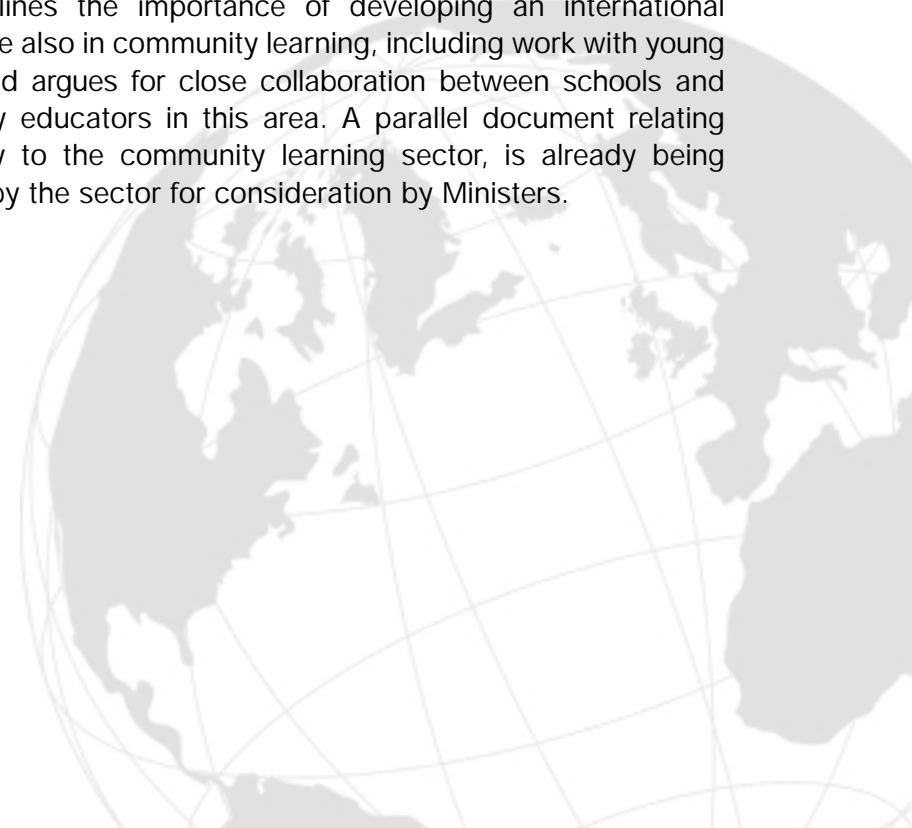 lines the importance of developing an international
e also in community learning, including work with young
d argues for close collaboration between schools and
y educators in this area. A parallel document relating
y to the community learning sector, is already being
by the sector for consideration by Ministers.